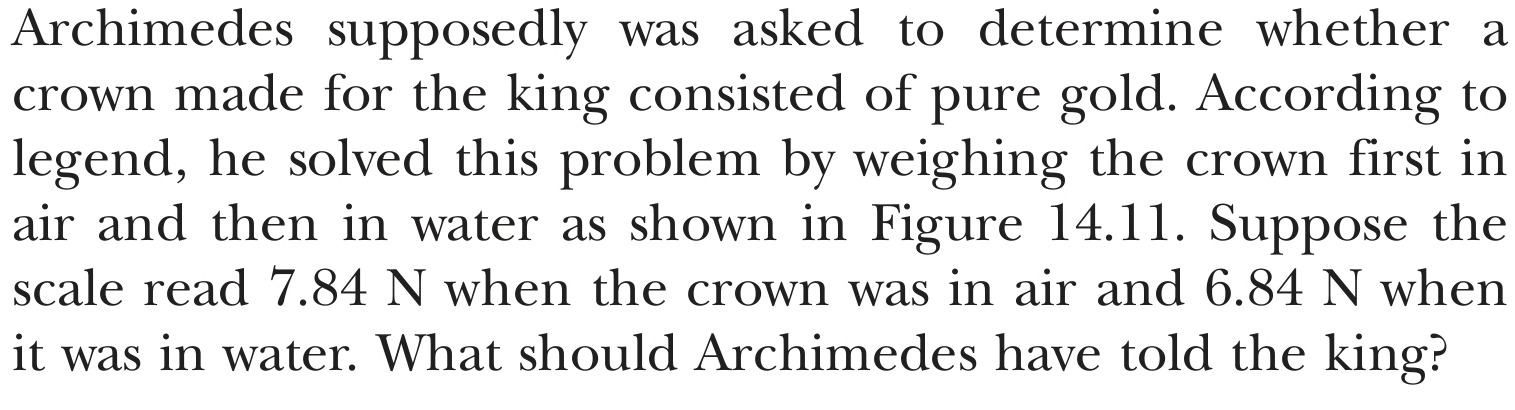 Archimedes supposedly was asked to determine whether a
crown made for the king consisted of pure gold. According to
legend, he solved this problem by weighing the crown first in
air and then in water as shown in Figure 14.11. Suppose the
scale read 7.84 N when the crown was in air and 6.84 N when
it was in water. What should Archimedes have told the king?